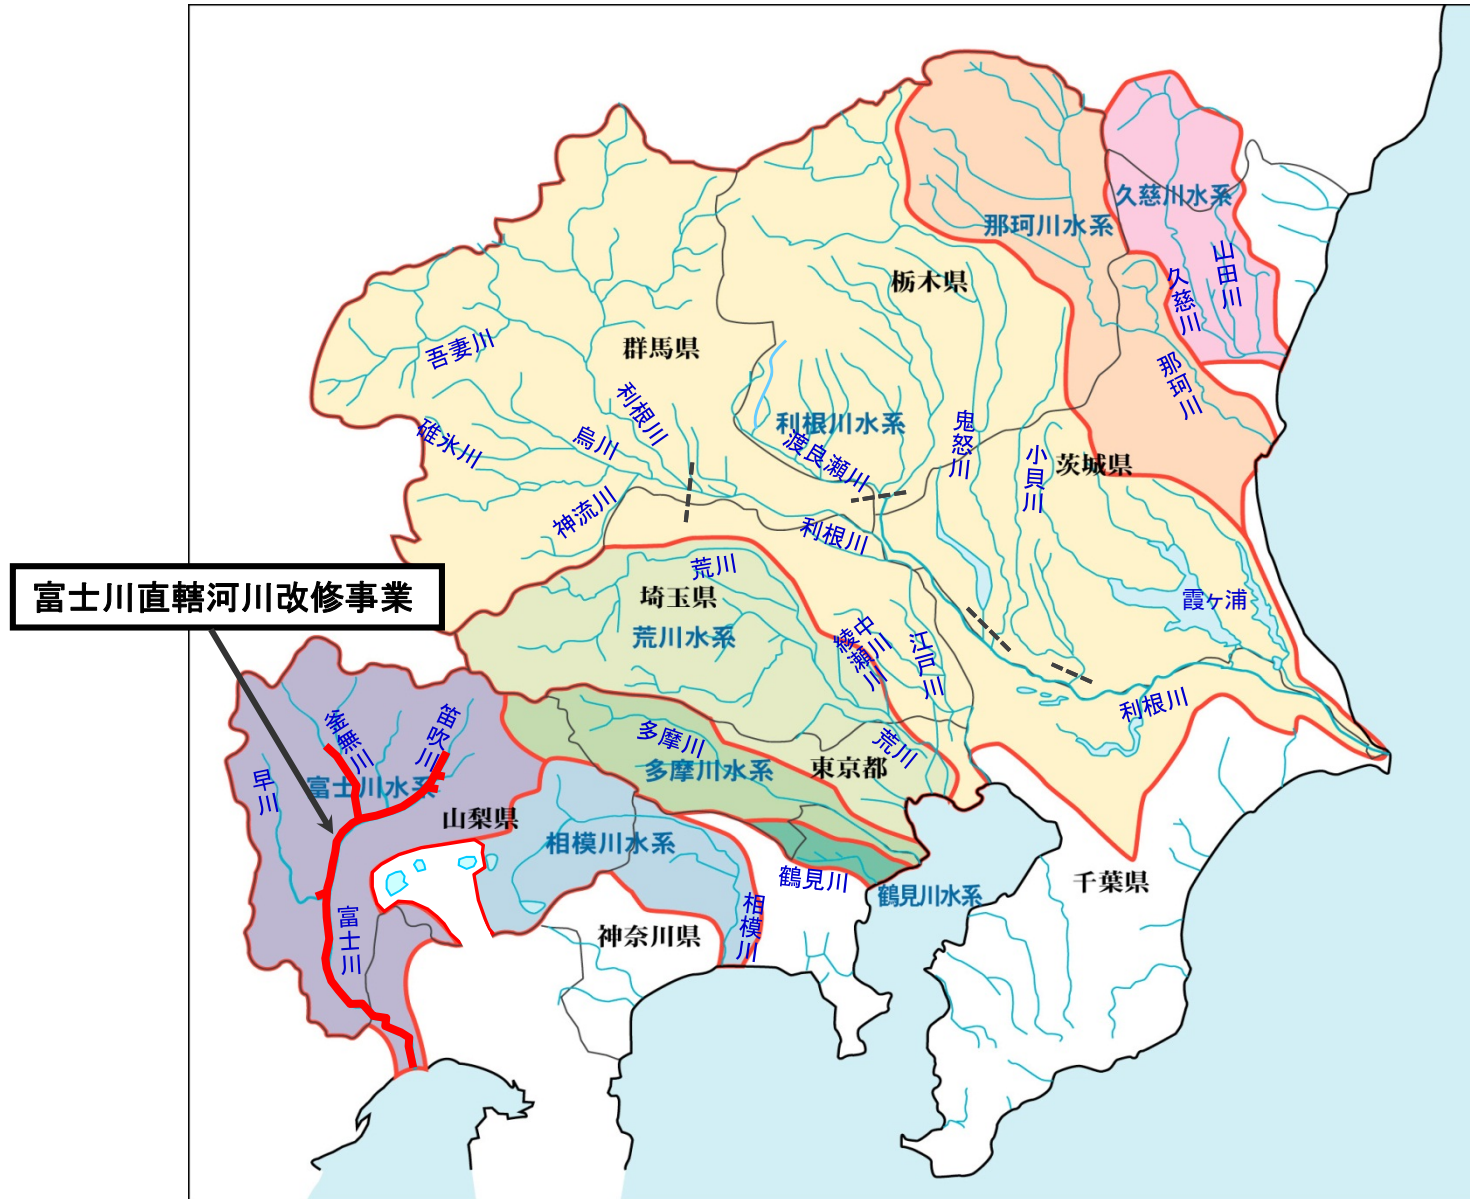 久慈川水系
那珂川水系
山田川
久慈川
栃木県
群馬県
吾妻川
那珂川
利根川
利根川水系
鬼怒川
碓氷川
烏川
渡良瀬川
小貝川
茨城県
神流川
利根川
荒川
富士川直轄河川改修事業
埼玉県
霞ヶ浦
荒川水系
中川
綾瀬川
江戸川
利根川
釜無川
笛吹川
多摩川
荒川
早川
多摩川水系
東京都
富士川水系
山梨県
相模川水系
鶴見川
千葉県
鶴見川水系
富士川
相模川
神奈川県